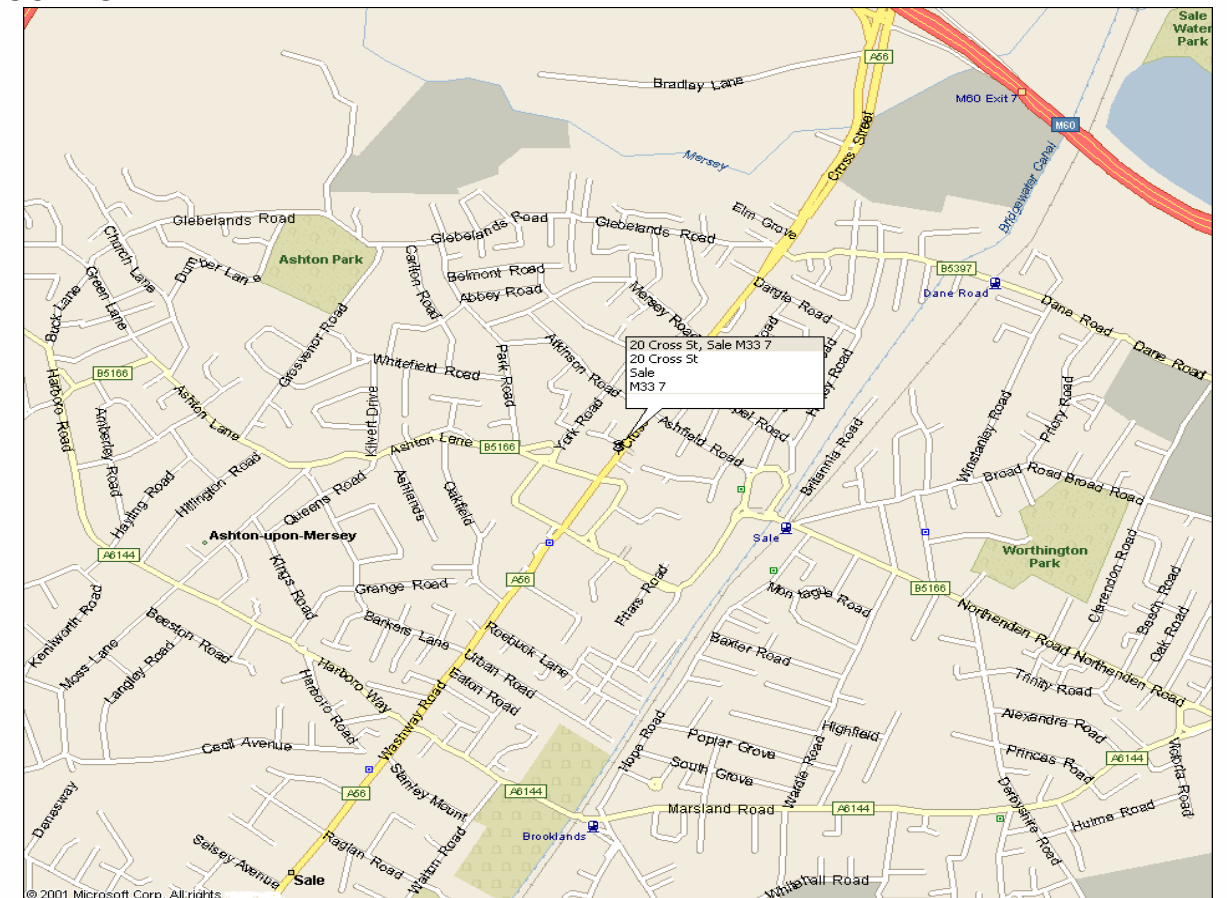 Sale
Water
Park
A56
Bradley Lane
M60 Exit 7
M60
Cross Street
Mersey
Bridgewater Canal
Glebelands Road
Glebelands Road
Glebelands Road
Elm Grove
Church Lane
Ashton Park
Carlton Road
B5397
Green Lane
Dumber Lane
Belmont Road
Dane Road
Buck Lane
Abbey Road
Mersey Road
Dargle Road
Dane Road
Grosvenor Road
Atkinson Road
20 Cross St, Sale M33 7
20 Cross St
Sale
M33 7
Dane Road
Whitefield Road
Park Road
B5166
Harboro Road
Ashton Lane
Kilvert Drive
York Road
Cross
Ashfield Road
Priory Road
Winstanley Road
Amberley Road
Ashton Lane
B5166
Britannia Road
Broad Road
Broad Road
Hayling Road
Hillington Road
Queens Road
Ashlands
Oakfield
Ashton-upon-Mersey
Sale
Worthington
Park
A6144
Kings Road
Grange Road
A56
Friars Road
Montague Road
B5166
Clarendon Road
Beech Road
Oak Road
Kenilworth Road
Beeston Road
Barkers Lane
Roebuck Lane
Baxter Road
Northenden Road
Northenden Road
Moss Lane
Langley Road
Harboro Way
Harboro Road
Urban Road
Eaton Road
Trinity Road
Washway Road
Hope Road
Poplar Grove
Highfield
Alexandra Road
Cecil Avenue
Princes Road
A6144
Victoria Road
South Grove
Wardle Road
Stanley Mount
A56
A6144
Marsland Road
A6144
Derbyshire Road
Hulme Road
Denesway
Brooklands
Selsey Avenue
Raglan Road
Walton Road
Sale
Whitehall Road
© 2001 Microsoft Corp. All rights